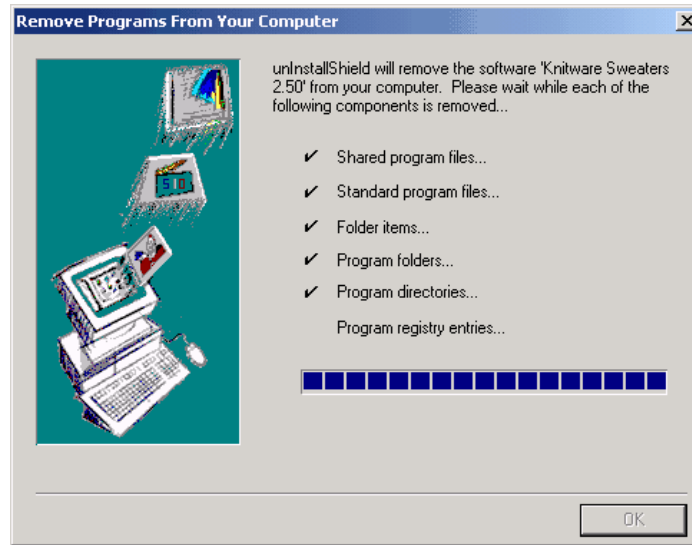 Remove Programs From Your Computer
unInstallShield will remove the software 'Knitware Sweaters
2.50' from your computer. Please wait while each of the
following components is removed...
✔ Shared program files...
✔ Standard program files...
✔ Folder items...
✔ Program folders...
✔ Program directories...
Program registry entries...
OK